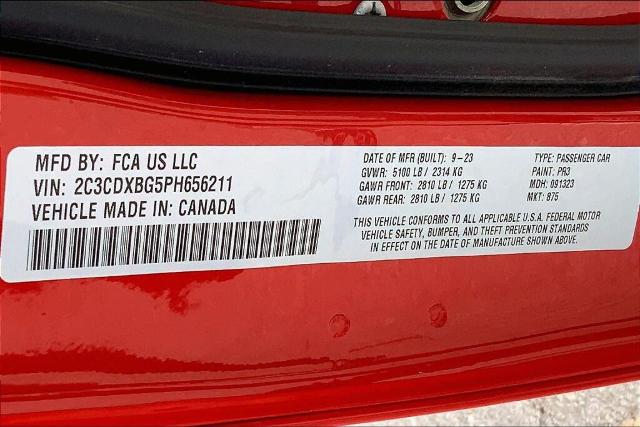 MFD BY: FCA US LLC
VIN: 2C3CDXBG5PH656211
VEHICLE MADE IN: CANADA
DATE OF MFR (BUILT): 9-23
GVWR: 5100 LB / 2314 KG
GAWR FRONT: 2810 LB / 1275 KG
GAWR REAR: 2810 LB / 1275 KG
TYPE: PASSENGER CAR
PAINT: PR3
MDH: 091323
MKT: 875
THIS VEHICLE CONFORMS TO ALL APPLICABLE U.S.A. FEDERAL MOTOR
VEHICLE SAFETY, BUMPER, AND THEFT PREVENTION STANDARDS
IN EFFECT ON THE DATE OF MANUFACTURE SHOWN ABOVE.